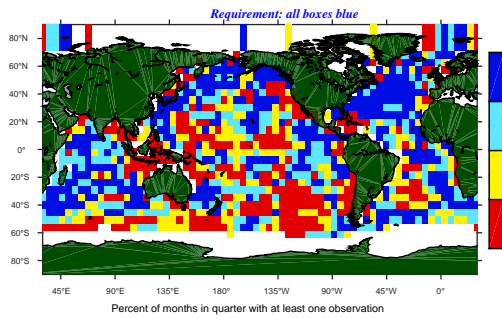 Requirement: all boxes blue
80°N
60°N
40°N
20°N
0°
20°S
40°S
60°S
80°S
45°E 90°E 135°E 180° 135°W 90°W 45°W 0°
Percent of months in quarter with at least one observation